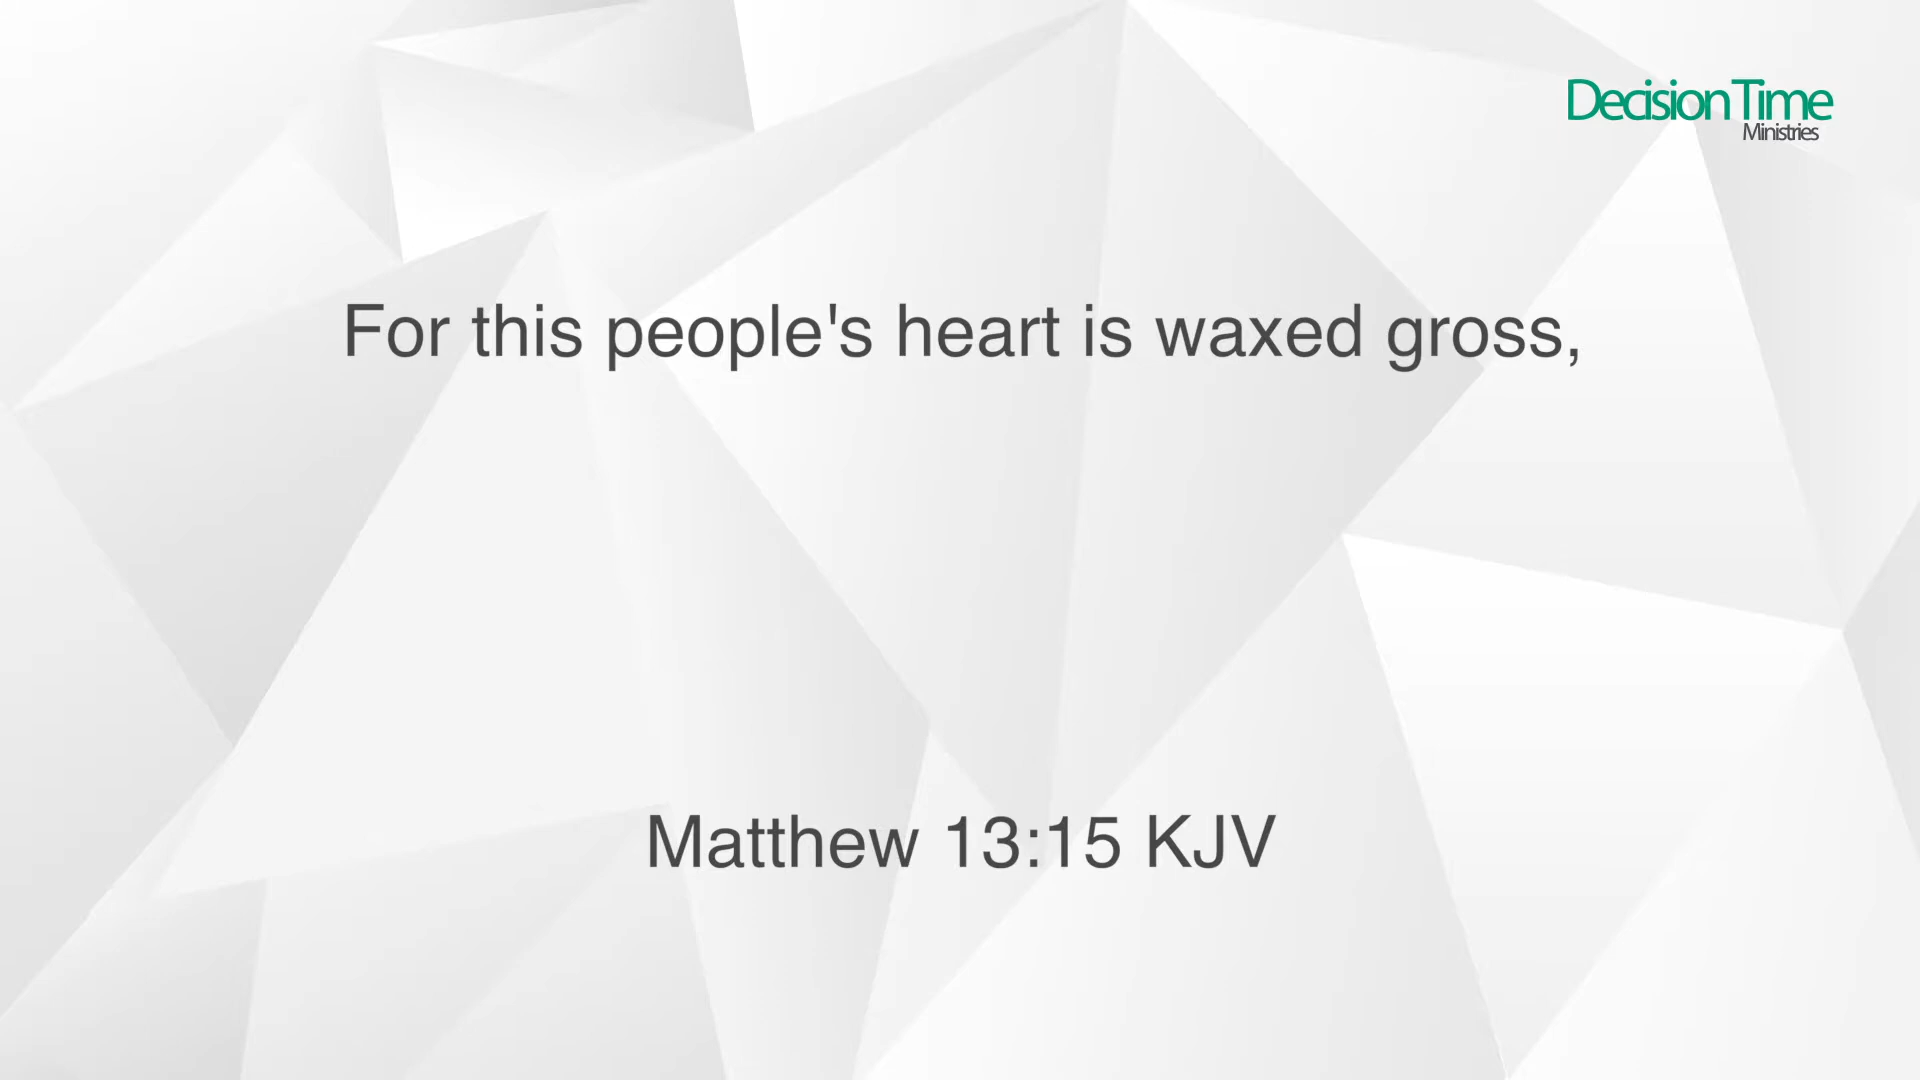 DecisionTime
Ministries
For this people's heart is waxed gross,
Matthew 13:15 KJV